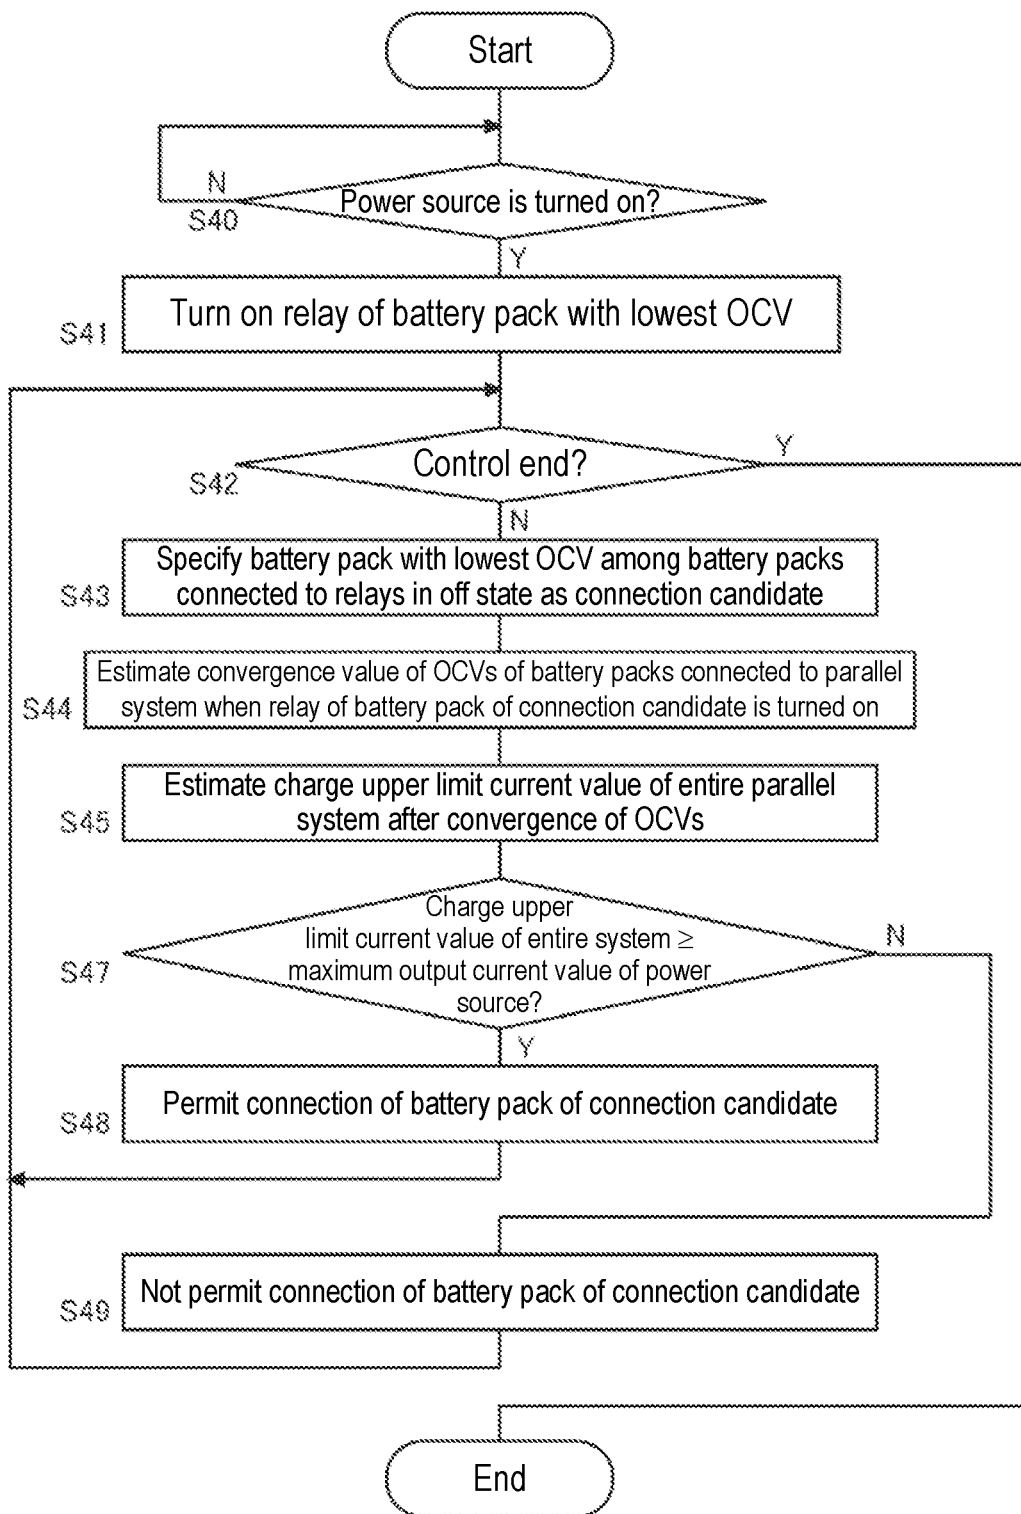 Start
N
Power source is turned on?
S40
Y
Turn on relay of battery pack with lowest OCV
S41
Y
Control end?
S42
N
Specify battery pack with lowest OCV among battery packs
connected to relays in off state as connection candidate
S43
Estimate convergence value of OCVs of battery packs connected to parallel
system when relay of battery pack of connection candidate is turned on
S44
Estimate charge upper limit current value of entire parallel
system after convergence of OCVs
S45
Charge upper
limit current value of entire system ≥
maximum output current value of power
source?
N
S47
Y
Permit connection of battery pack of connection candidate
S48
Not permit connection of battery pack of connection candidate
S49
End